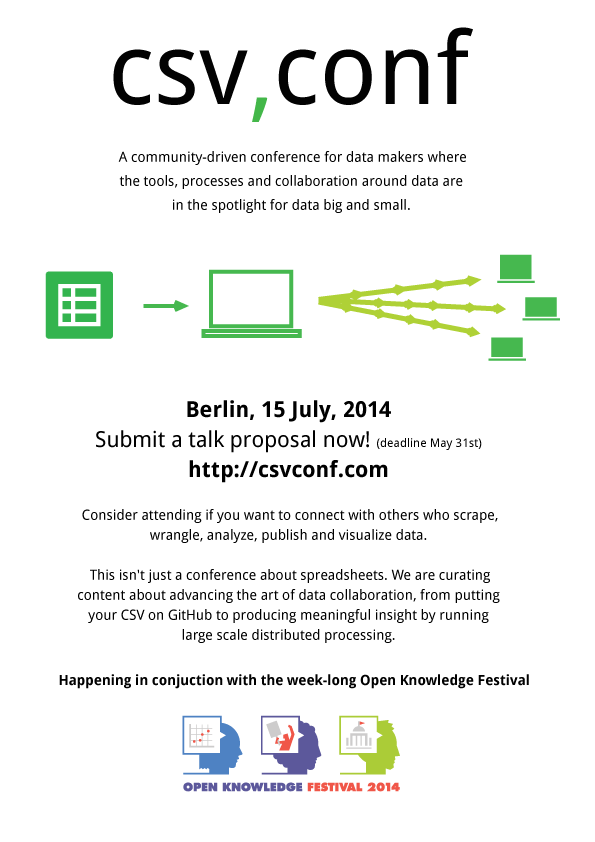 csv,conf
A community-driven conference for data makers where
the tools, processes and collaboration around data are
in the spotlight for data big and small.
Berlin, 15 July, 2014
Submit a talk proposal now! (deadline May 31st)
http://csvconf.com
Consider attending if you want to connect with others who scrape,
wrangle, analyze, publish and visualize data.
This isn't just a conference about spreadsheets. We are curating
content about advancing the art of data collaboration, from putting
your CSV on GitHub to producing meaningful insight by running
large scale distributed processing.
Happening in conjuction with the week-long Open Knowledge Festival
OPEN KNOWLEDGE FESTIVAL 2014